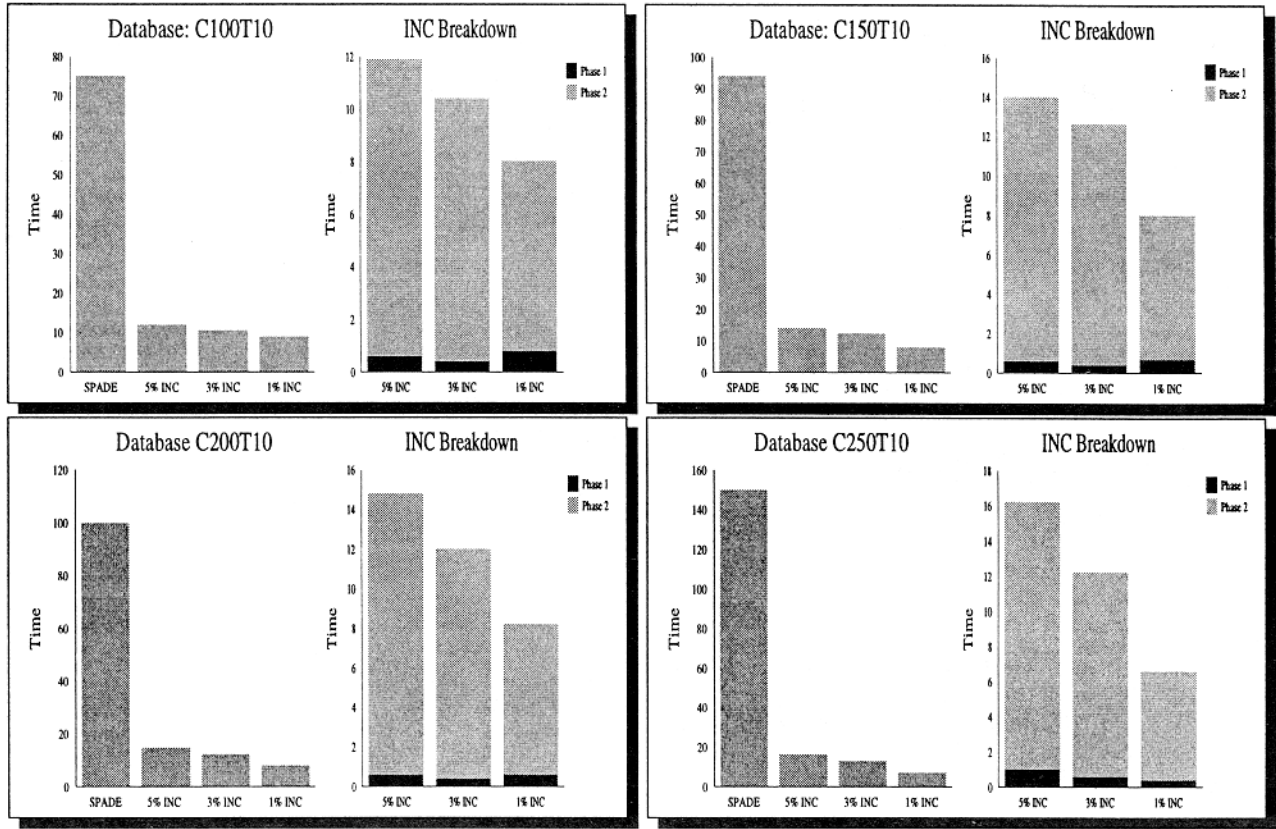 Database: C100T10
INC Breakdown
Time
80
70
60
50
40
30
20
10
0
SPADE 5% INC 3% INC 1% INC
Time
12
10
8
6
4
2
0
5% INC 3% INC 1% INC
Phase 1
Phase 2
Database: C150T10
INC Breakdown
Time
100
90
80
70
60
50
40
30
20
10
0
SPADE 5% INC 3% INC 1% INC
Time
16
14
12
10
8
6
4
2
0
5% INC 3% INC 1% INC
Phase 1
Phase 2
Database C200T10
INC Breakdown
Time
120
100
80
60
40
20
0
SPADE 5% INC 3% INC 1% INC
Time
16
14
12
10
8
6
4
2
0
5% INC 3% INC 1% INC
Phase 1
Phase 2
Database C250T10
INC Breakdown
Time
160
140
120
100
80
60
40
20
0
SPADE 5% INC 3% INC 1% INC
Time
18
16
14
12
10
8
6
4
2
0
5% INC 3% INC 1% INC
Phase 1
Phase 2